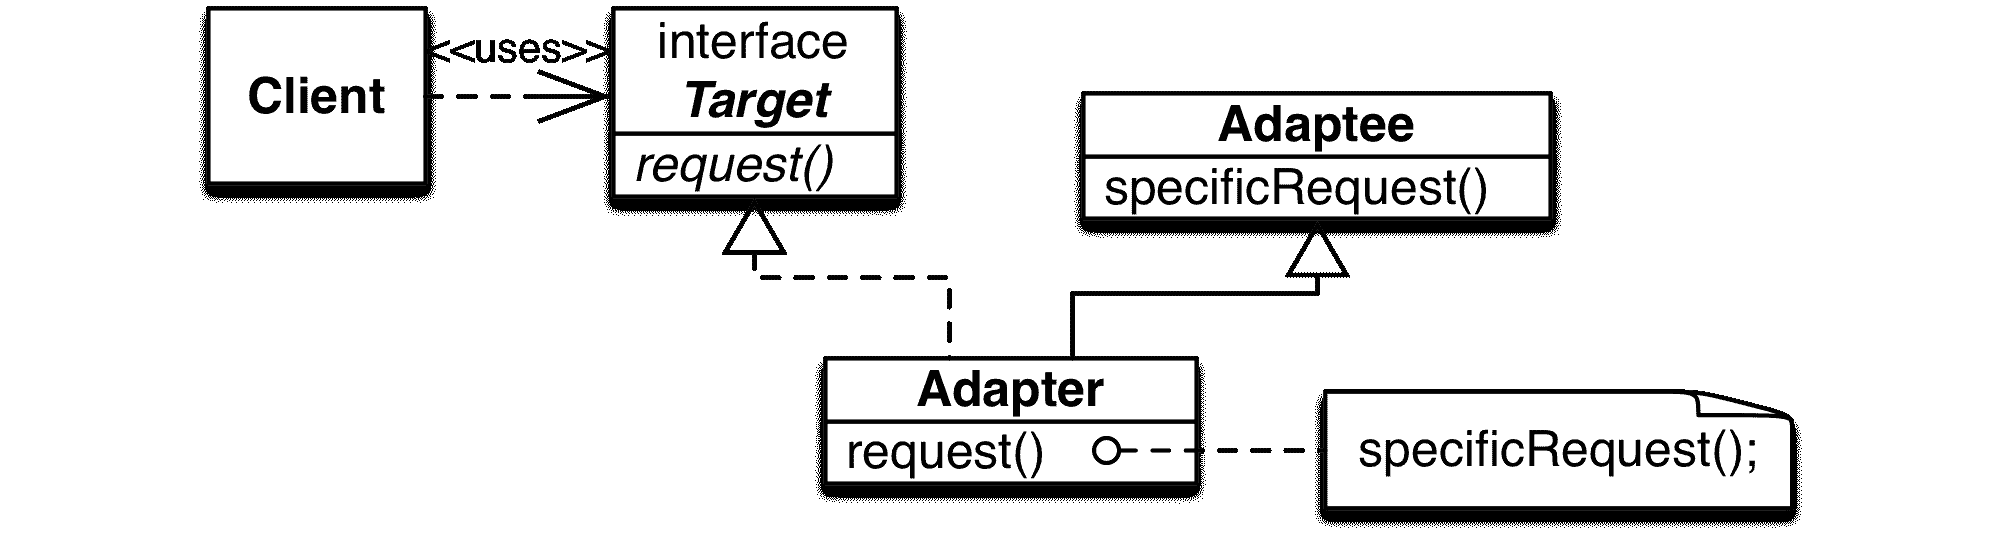 Client
<<uses>>
interface
Target
request()
Adaptee
specificRequest()
Adapter
request()
specificRequest();